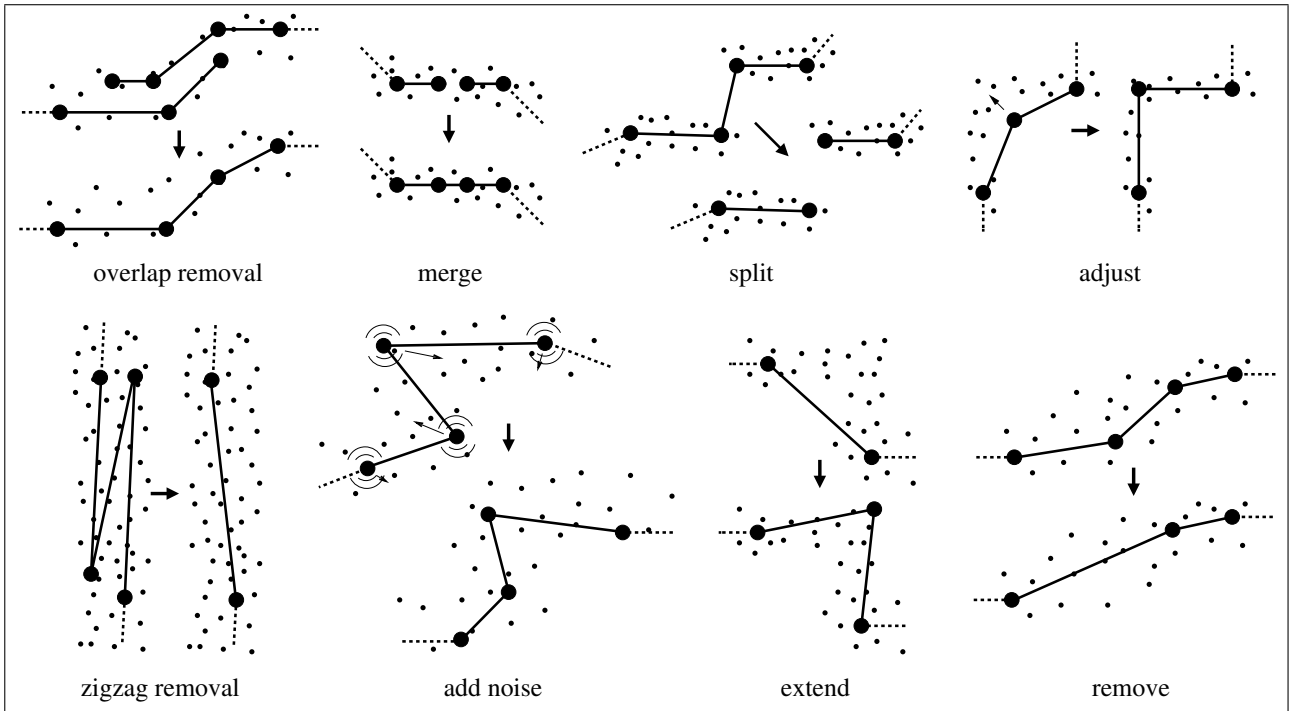 overlap removal
merge
split
adjust
zigzag removal
add noise
extend
remove